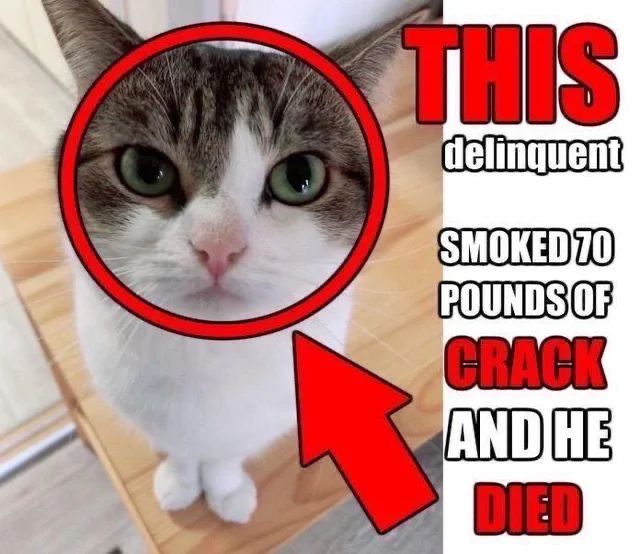 THIS
delinquent
SMOKED 70
POUNDS OF
CRACK
AND HE
DIED